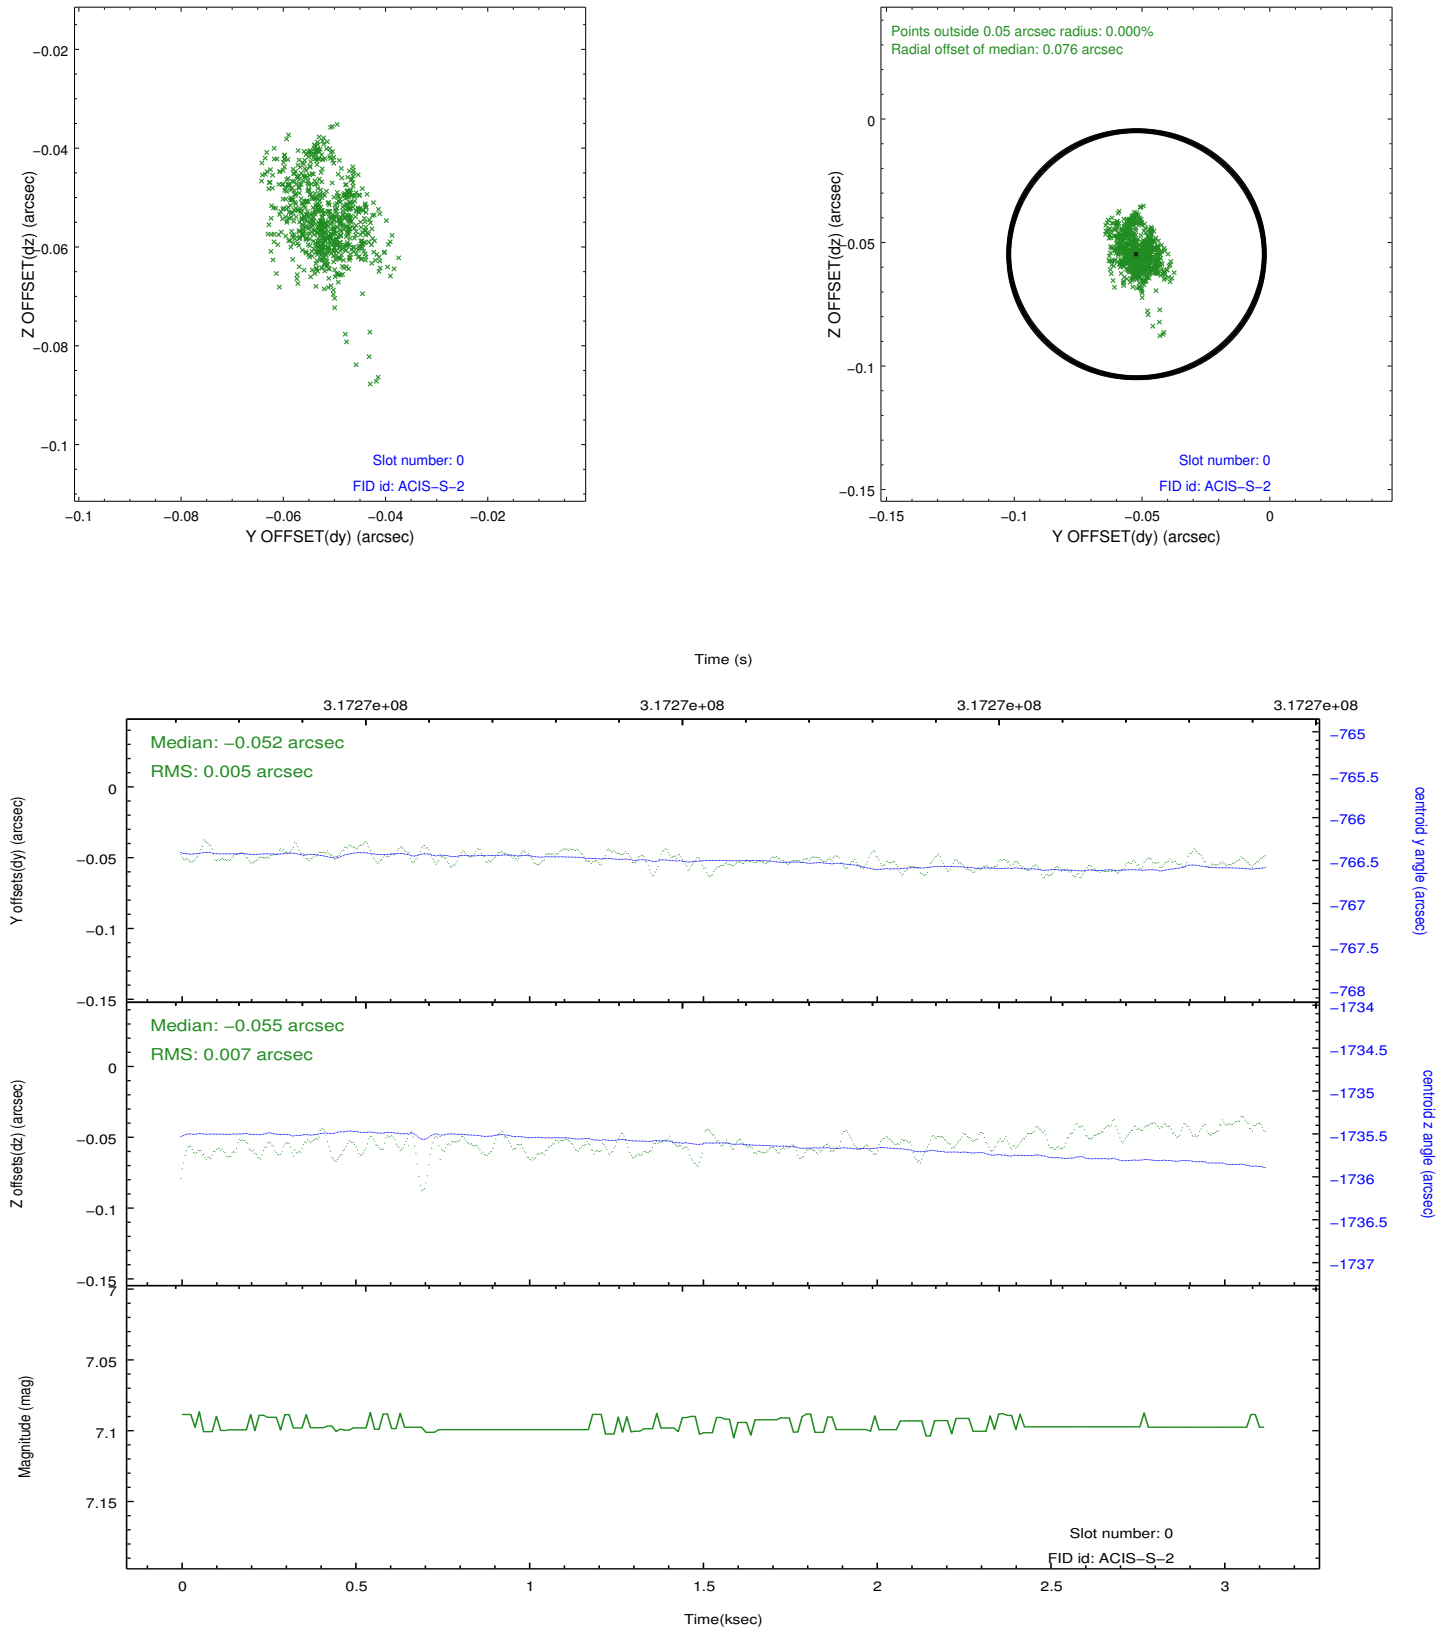 −0.02
−0.04
−0.06
−0.08
−0.1
Z OFFSET(dz) (arcsec)
Slot number: 0
FID id: ACIS−S−2
−0.1
−0.08
−0.06
−0.04
−0.02
Y OFFSET(dy) (arcsec)
Points outside 0.05 arcsec radius: 0.000%
Radial offset of median: 0.076 arcsec
0
−0.05
−0.1
−0.15
Z OFFSET(dz) (arcsec)
Slot number: 0
FID id: ACIS−S−2
−0.15
−0.1
−0.05
0
Y OFFSET(dy) (arcsec)
Time (s)
3.1727e+08
3.1727e+08
3.1727e+08
3.1727e+08
Median: −0.052 arcsec
RMS: 0.005 arcsec
0
−0.05
−0.1
−0.15
Y offsets(dy) (arcsec)
−765
−765.5
−766
−766.5
−767
−767.5
−768
centroid y angle (arcsec)
Median: −0.055 arcsec
RMS: 0.007 arcsec
0
−0.05
−0.1
−0.15
Z offsets(dz) (arcsec)
−1734
−1734.5
−1735
−1735.5
−1736
−1736.5
−1737
centroid z angle (arcsec)
7
7.05
7.1
7.15
Magnitude (mag)
Slot number: 0
FID id: ACIS−S−2
0
0.5
1
1.5
2
2.5
3
Time(ksec)